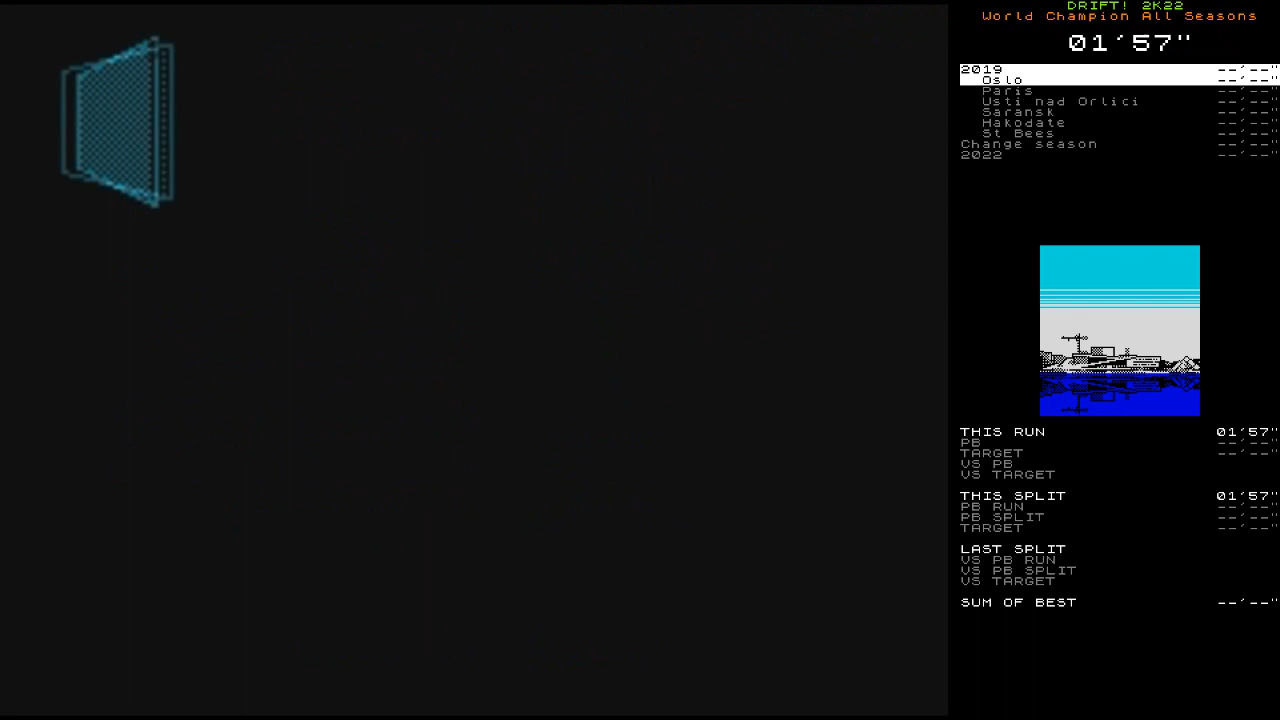 DRIFT! 2K22
World Champion All Seasons
01'57"
2019 --'--"
Oslo --'--"
Paris --'--"
Usti nad Orlici --'--"
Saransk --'--"
Hakodate --'--"
St Bees --'--"
Change season --'--"
2022 --'--"
THIS RUN 01'57"
PB --'--"
TARGET --'--"
VS PB
VS TARGET
THIS SPLIT 01'57"
PB RUN --'--"
PB SPLIT --'--"
TARGET --'--"
LAST SPLIT
VS PB RUN
VS PB SPLIT
VS TARGET
SUM OF BEST --'--"